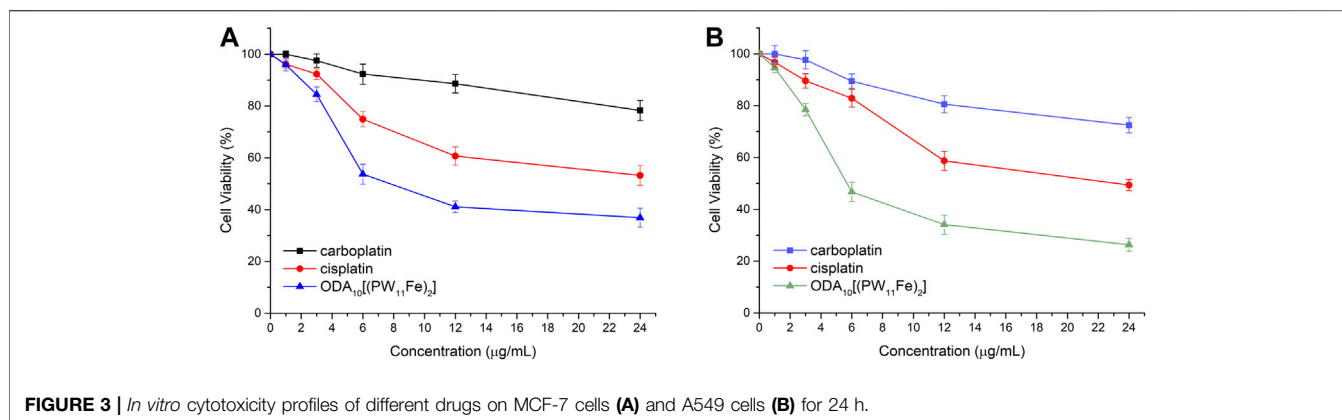 A
100
80
60
40
20
0
Cell Viability (%)
carboplatin
cisplatin
ODA₁₀[(PW₁₁Fe)₂]
0 2 4 6 8 10 12 14 16 18 20 22 24
Concentration (μg/mL)
B
100
80
60
40
20
0
Cell Viability (%)
carboplatin
cisplatin
ODA₁₀[(PW₁₁Fe)₂]
0 2 4 6 8 10 12 14 16 18 20 22 24
Concentration (μg/mL)
FIGURE 3 | In vitro cytotoxicity profiles of different drugs on MCF-7 cells (A) and A549 cells (B) for 24 h.